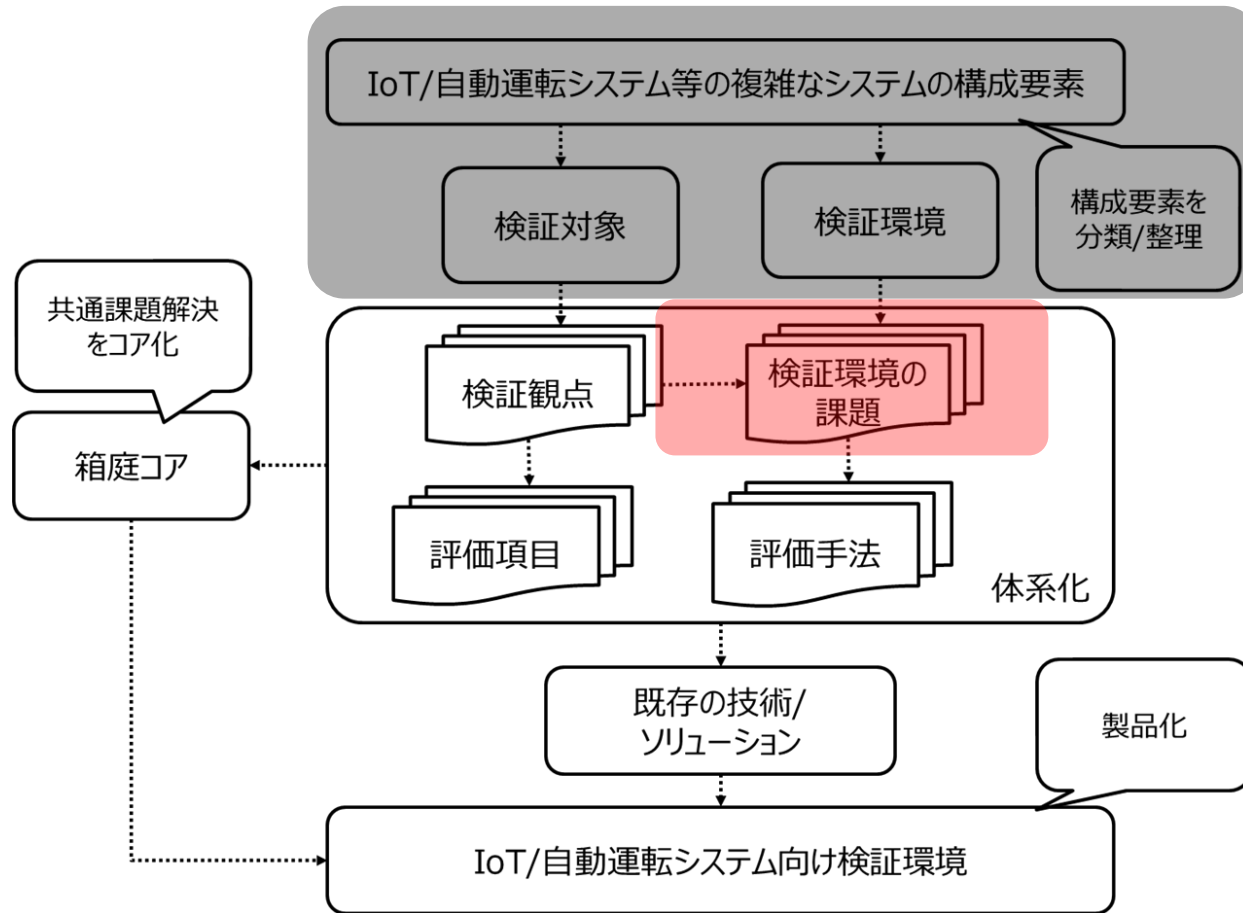 IoT/自動運転システム等の複雑なシステムの構成要素
検証対象
検証環境
構成要素を
分類/整理
共通課題解決
をコア化
検証観点
検証環境の
課題
箱庭コア
評価項目
評価手法
体系化
既存の技術/
ソリューション
製品化
IoT/自動運転システム向け検証環境